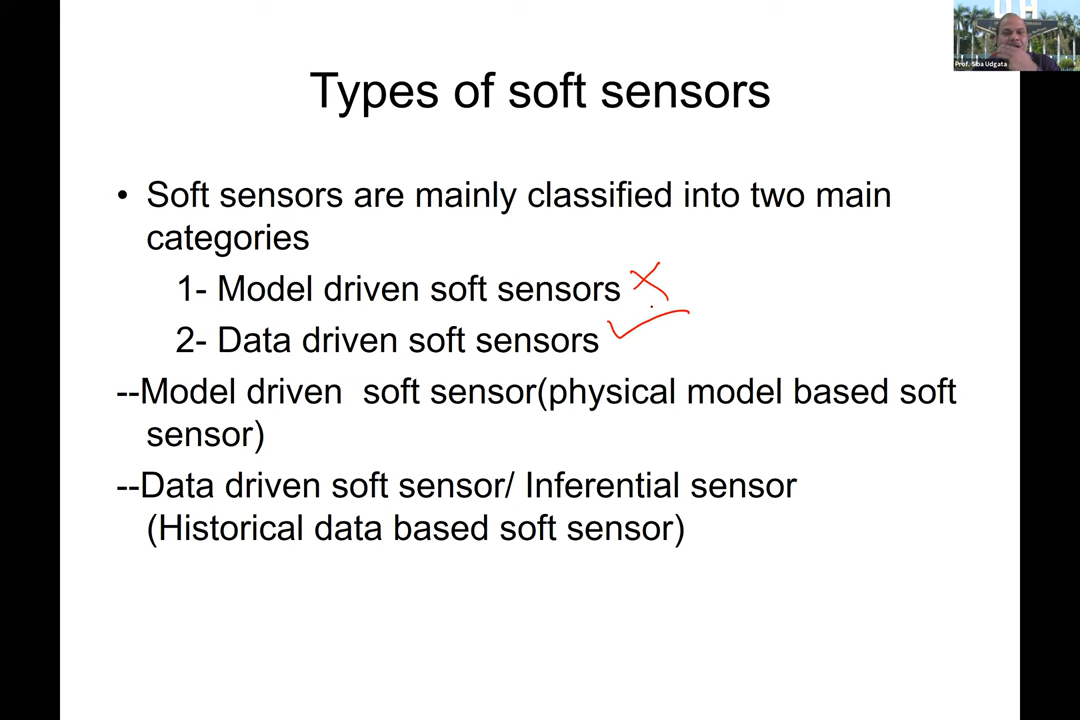 Prof. Siba Udgata
Types of soft sensors
• Soft sensors are mainly classified into two main
categories
1- Model driven soft sensors
2- Data driven soft sensors
--Model driven  soft sensor(physical model based soft
sensor)
--Data driven soft sensor/ Inferential sensor
(Historical data based soft sensor)